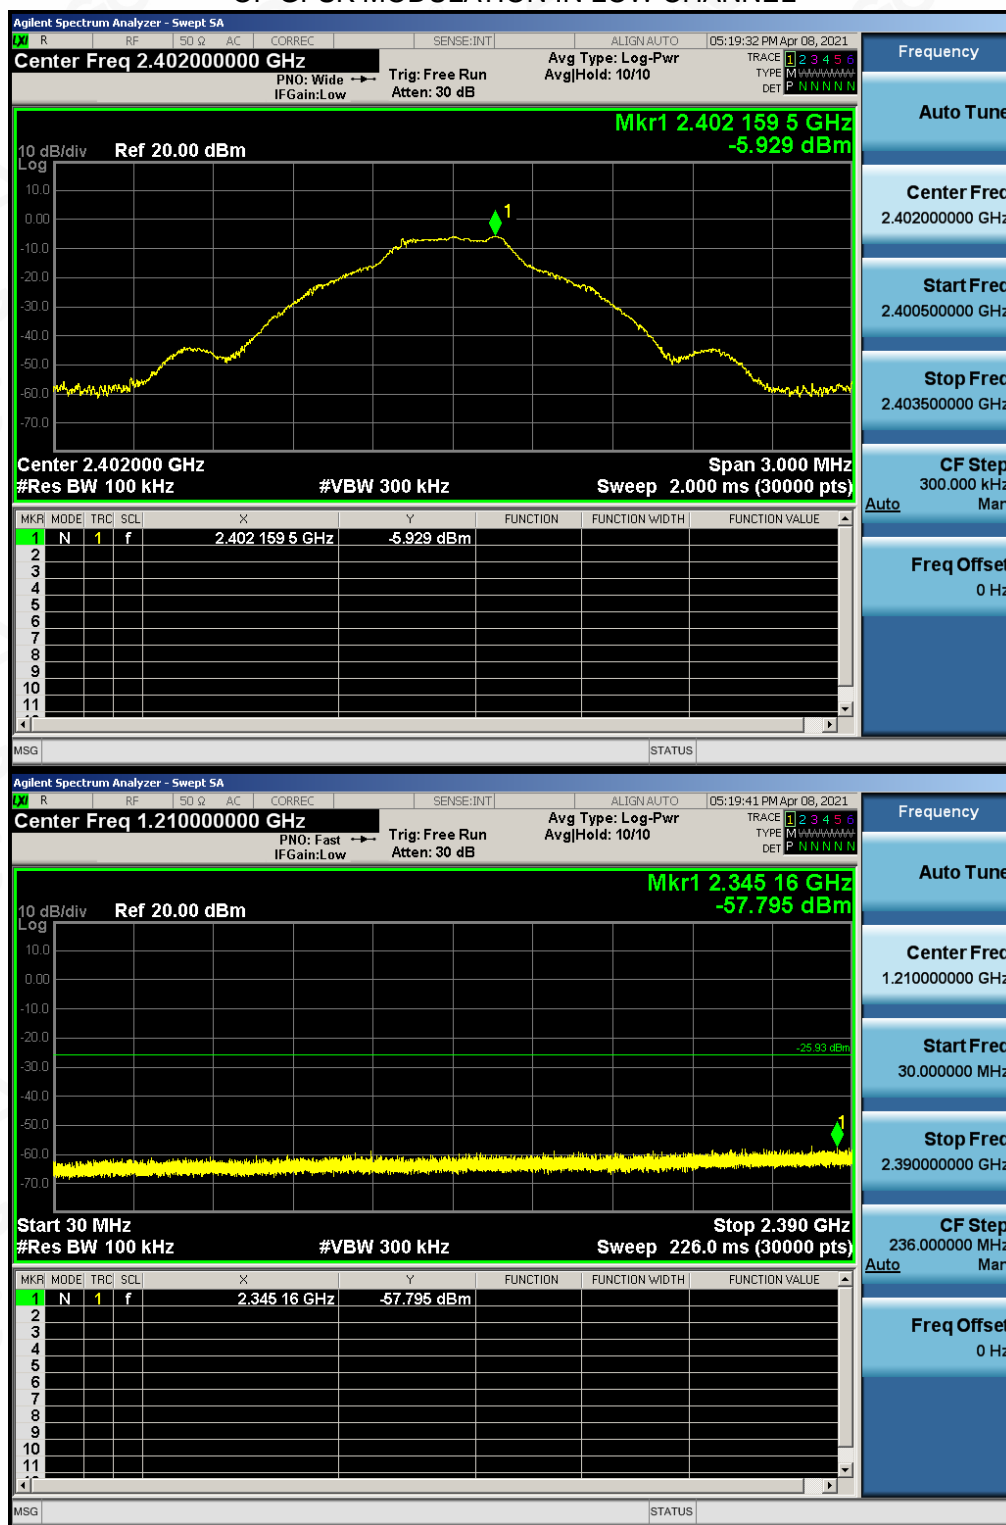 OF GFSK MODULATION IN LOW CHANNEL
Agilent Spectrum Analyzer - Swept SA
LXI R RF 50 Ω AC CORREC SENSE:INT ALIGN AUTO 05:19:32 PM Apr 08, 2021
Center Freq 2.402000000 GHz
PNO: Wide
IFGain:Low
Trig: Free Run
Atten: 30 dB
Avg Type: Log-Pwr
Avg|Hold: 10/10
TRACE 1 2 3 4 5 6
TYPE M
DET P N N N N N
Mkr1 2.402 159 5 GHz
-5.929 dBm
10 dB/div Ref 20.00 dBm
Log
10.0
0.00
-10.0
-20.0
-30.0
-40.0
-50.0
-60.0
-70.0
1
Center 2.402000 GHz Span 3.000 MHz
#Res BW 100 kHz #VBW 300 kHz Sweep 2.000 ms (30000 pts)
MKR MODE TRC SCL X Y FUNCTION FUNCTION WIDTH FUNCTION VALUE
1 N 1 f 2.402 159 5 GHz -5.929 dBm
2
3
4
5
6
7
8
9
10
11
MSG STATUS
Frequency
Auto Tune
Center Freq
2.402000000 GHz
Start Freq
2.400500000 GHz
Stop Freq
2.403500000 GHz
CF Step
300.000 kHz
Auto Man
Freq Offset
0 Hz
Agilent Spectrum Analyzer - Swept SA
LXI R RF 50 Ω AC CORREC SENSE:INT ALIGN AUTO 05:19:41 PM Apr 08, 2021
Center Freq 1.210000000 GHz
PNO: Fast
IFGain:Low
Trig: Free Run
Atten: 30 dB
Avg Type: Log-Pwr
Avg|Hold: 10/10
TRACE 1 2 3 4 5 6
TYPE M
DET P N N N N N
Mkr1 2.345 16 GHz
-57.795 dBm
10 dB/div Ref 20.00 dBm
Log
10.0
0.00
-10.0
-20.0
-30.0
-40.0
-50.0
-60.0
-70.0
-25.93 dBm
1
Start 30 MHz Stop 2.390 GHz
#Res BW 100 kHz #VBW 300 kHz Sweep 226.0 ms (30000 pts)
MKR MODE TRC SCL X Y FUNCTION FUNCTION WIDTH FUNCTION VALUE
1 N 1 f 2.345 16 GHz -57.795 dBm
2
3
4
5
6
7
8
9
10
11
MSG STATUS
Frequency
Auto Tune
Center Freq
1.210000000 GHz
Start Freq
30.000000 MHz
Stop Freq
2.390000000 GHz
CF Step
236.000000 MHz
Auto Man
Freq Offset
0 Hz